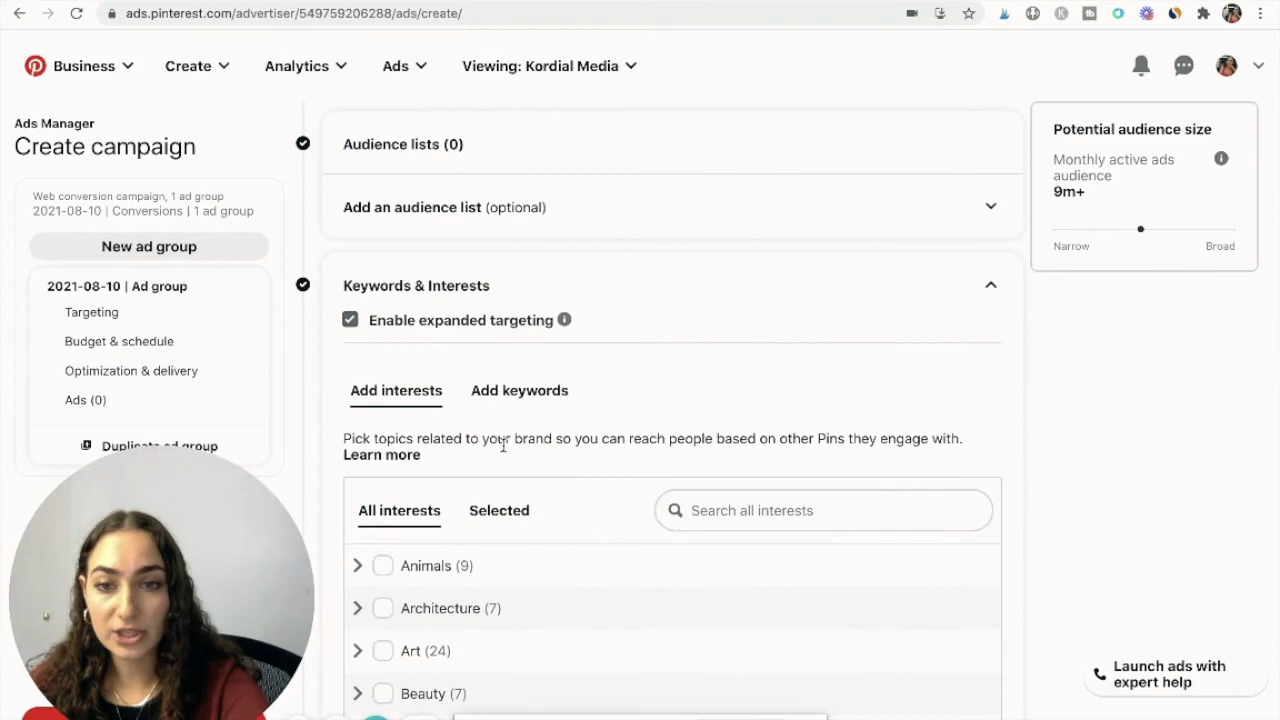 ads.pinterest.com/advertiser/549759206288/ads/create/
Business
Create
Analytics
Ads
Viewing: Kordial Media
Ads Manager
Create campaign
Web conversion campaign, 1 ad group
2021-08-10 | Conversions | 1 ad group
New ad group
2021-08-10 | Ad group
Targeting
Budget & schedule
Optimization & delivery
Ads (0)
Duplicate ad group
Audience lists (0)
Add an audience list (optional)
Keywords & Interests
Enable expanded targeting
Add interests
Add keywords
Pick topics related to your brand so you can reach people based on other Pins they engage with.
Learn more
All interests
Selected
Search all interests
Animals (9)
Architecture (7)
Art (24)
Beauty (7)
Potential audience size
Monthly active ads
audience
9m+
Narrow
Broad
Launch ads with
expert help